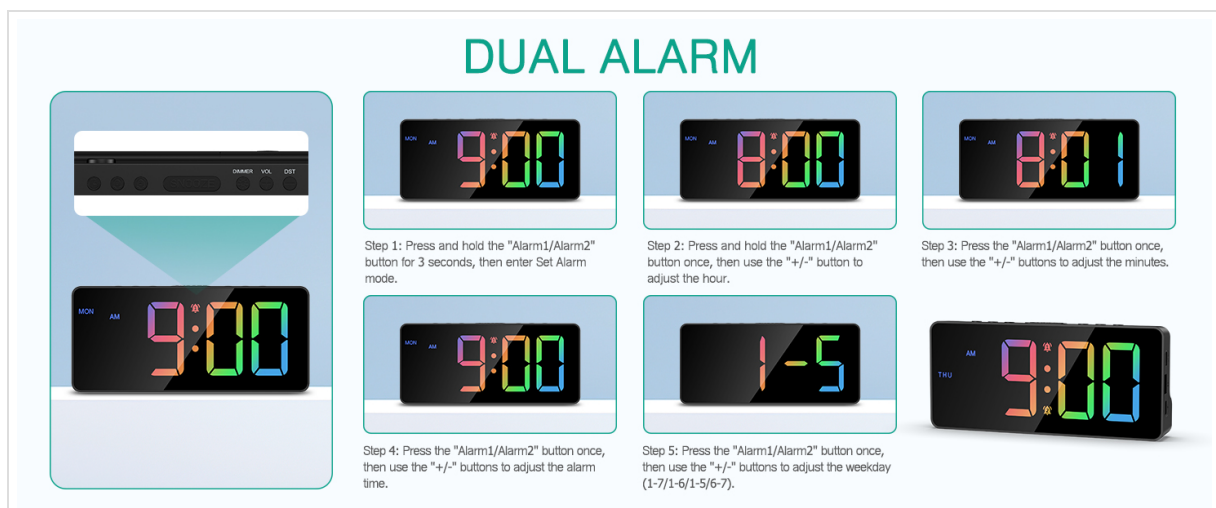 DUAL ALARM
DIMMER VOL DST
MON AM 9:00
MON AM 9:00
Step 1: Press and hold the "Alarm1/Alarm2"
button for 3 seconds, then enter Set Alarm
mode.
MON AM 8:00
Step 2: Press and hold the "Alarm1/Alarm2"
button once, then use the "+/-" button to
adjust the hour.
MON AM 8:01
Step 3: Press the "Alarm1/Alarm2" button once,
then use the "+/-" buttons to adjust the minutes.
MON AM 9:00
Step 4: Press the "Alarm1/Alarm2" button once,
then use the "+/-" buttons to adjust the alarm
time.
1-5
Step 5: Press the "Alarm1/Alarm2" button once,
then use the "+/-" buttons to adjust the weekday
(1-7/1-6/1-5/6-7).
AM
THU 9:00